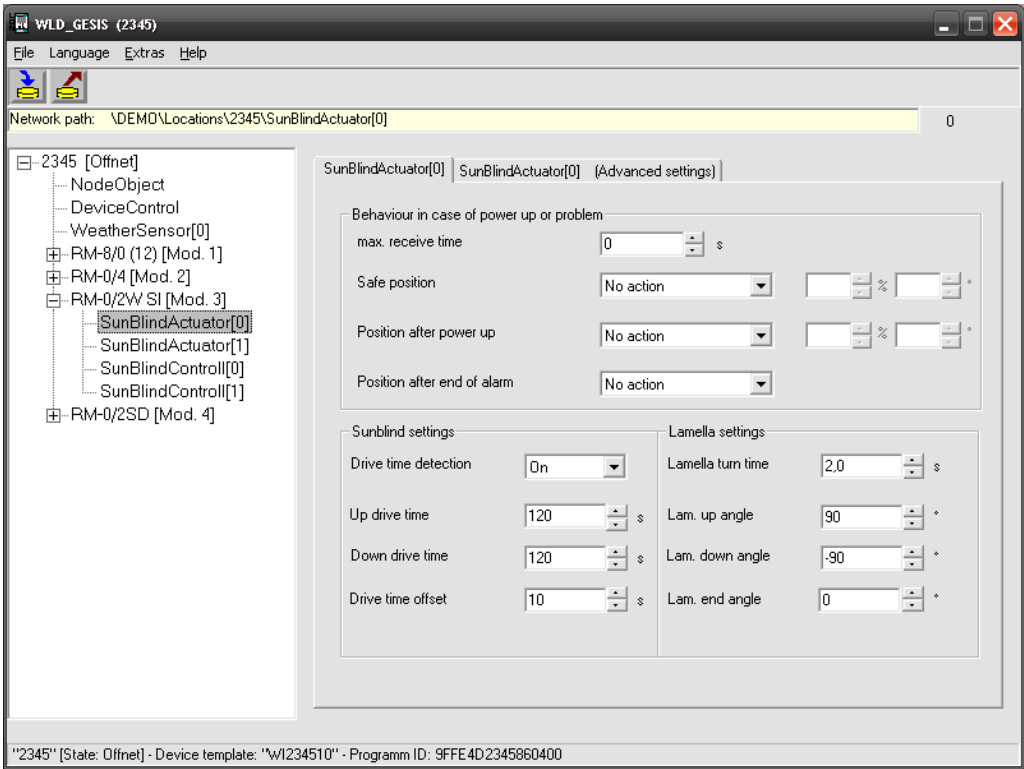 WLD_GESIS (2345)
File Language Extras Help
Network path: \DEMO\Locations\2345\SunBlindActuator[0] 0
2345 [Offnet]
NodeObject
DeviceControl
WeatherSensor[0]
RM-8/0 (12) [Mod. 1]
RM-0/4 [Mod. 2]
RM-0/2W SI [Mod. 3]
SunBlindActuator[0]
SunBlindActuator[1]
SunBlindControll[0]
SunBlindControll[1]
RM-0/2SD [Mod. 4]
SunBlindActuator[0] SunBlindActuator[0] (Advanced settings)
Behaviour in case of power up or problem
max. receive time 0 s
Safe position No action % °
Position after power up No action % °
Position after end of alarm No action
Sunblind settings
Drive time detection On
Up drive time 120 s
Down drive time 120 s
Drive time offset 10 s
Lamella settings
Lamella turn time 2,0 s
Lam. up angle 90 °
Lam. down angle -90 °
Lam. end angle 0 °
"2345" [State: Offnet] - Device template: "WI234510" - Programm ID: 9FFE4D2345860400